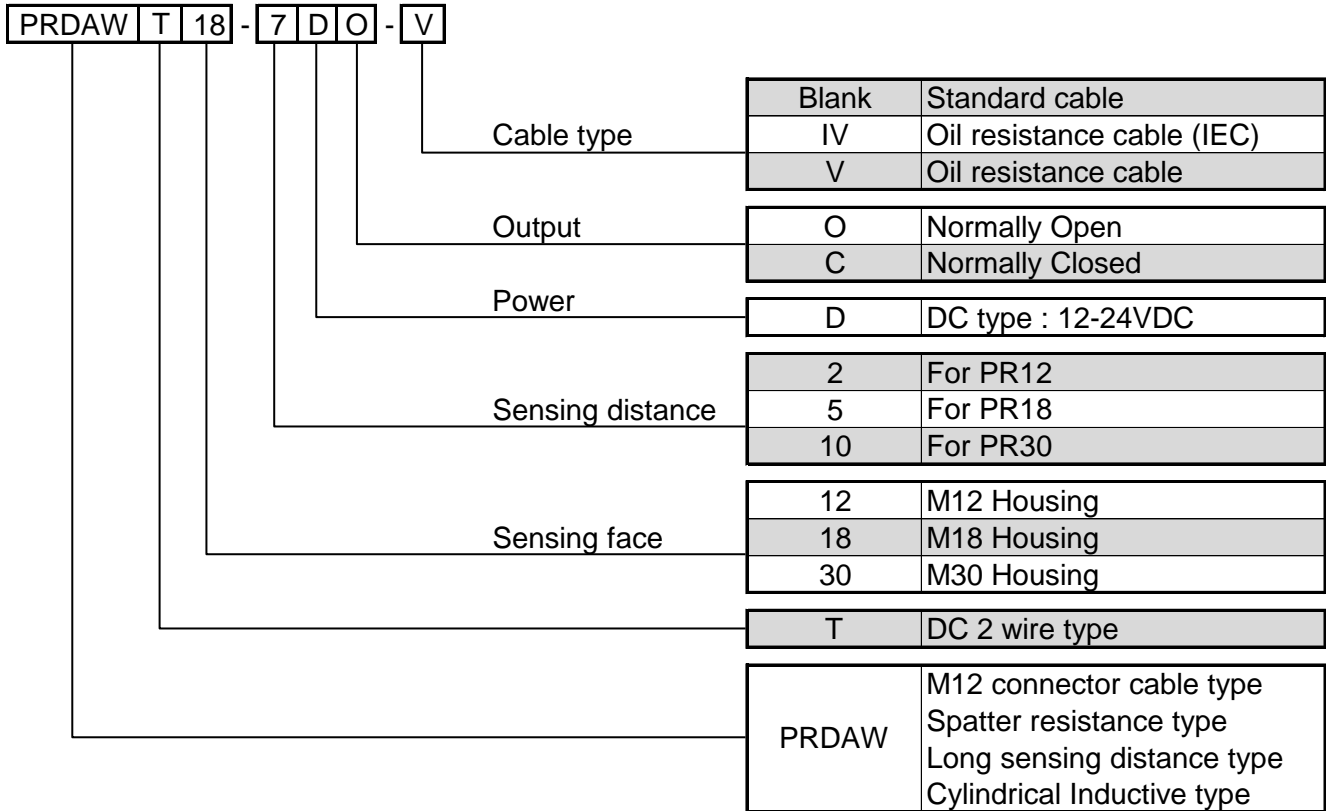 PRDAW T 18 - 7 D O - V
Blank Standard cable
Cable type IV Oil resistance cable (IEC)
V Oil resistance cable
Output O Normally Open
C Normally Closed
Power D DC type : 12-24VDC
2 For PR12
Sensing distance 5 For PR18
10 For PR30
12 M12 Housing
Sensing face 18 M18 Housing
30 M30 Housing
T DC 2 wire type
PRDAW M12 connector cable type
Spatter resistance type
Long sensing distance type
Cylindrical Inductive type